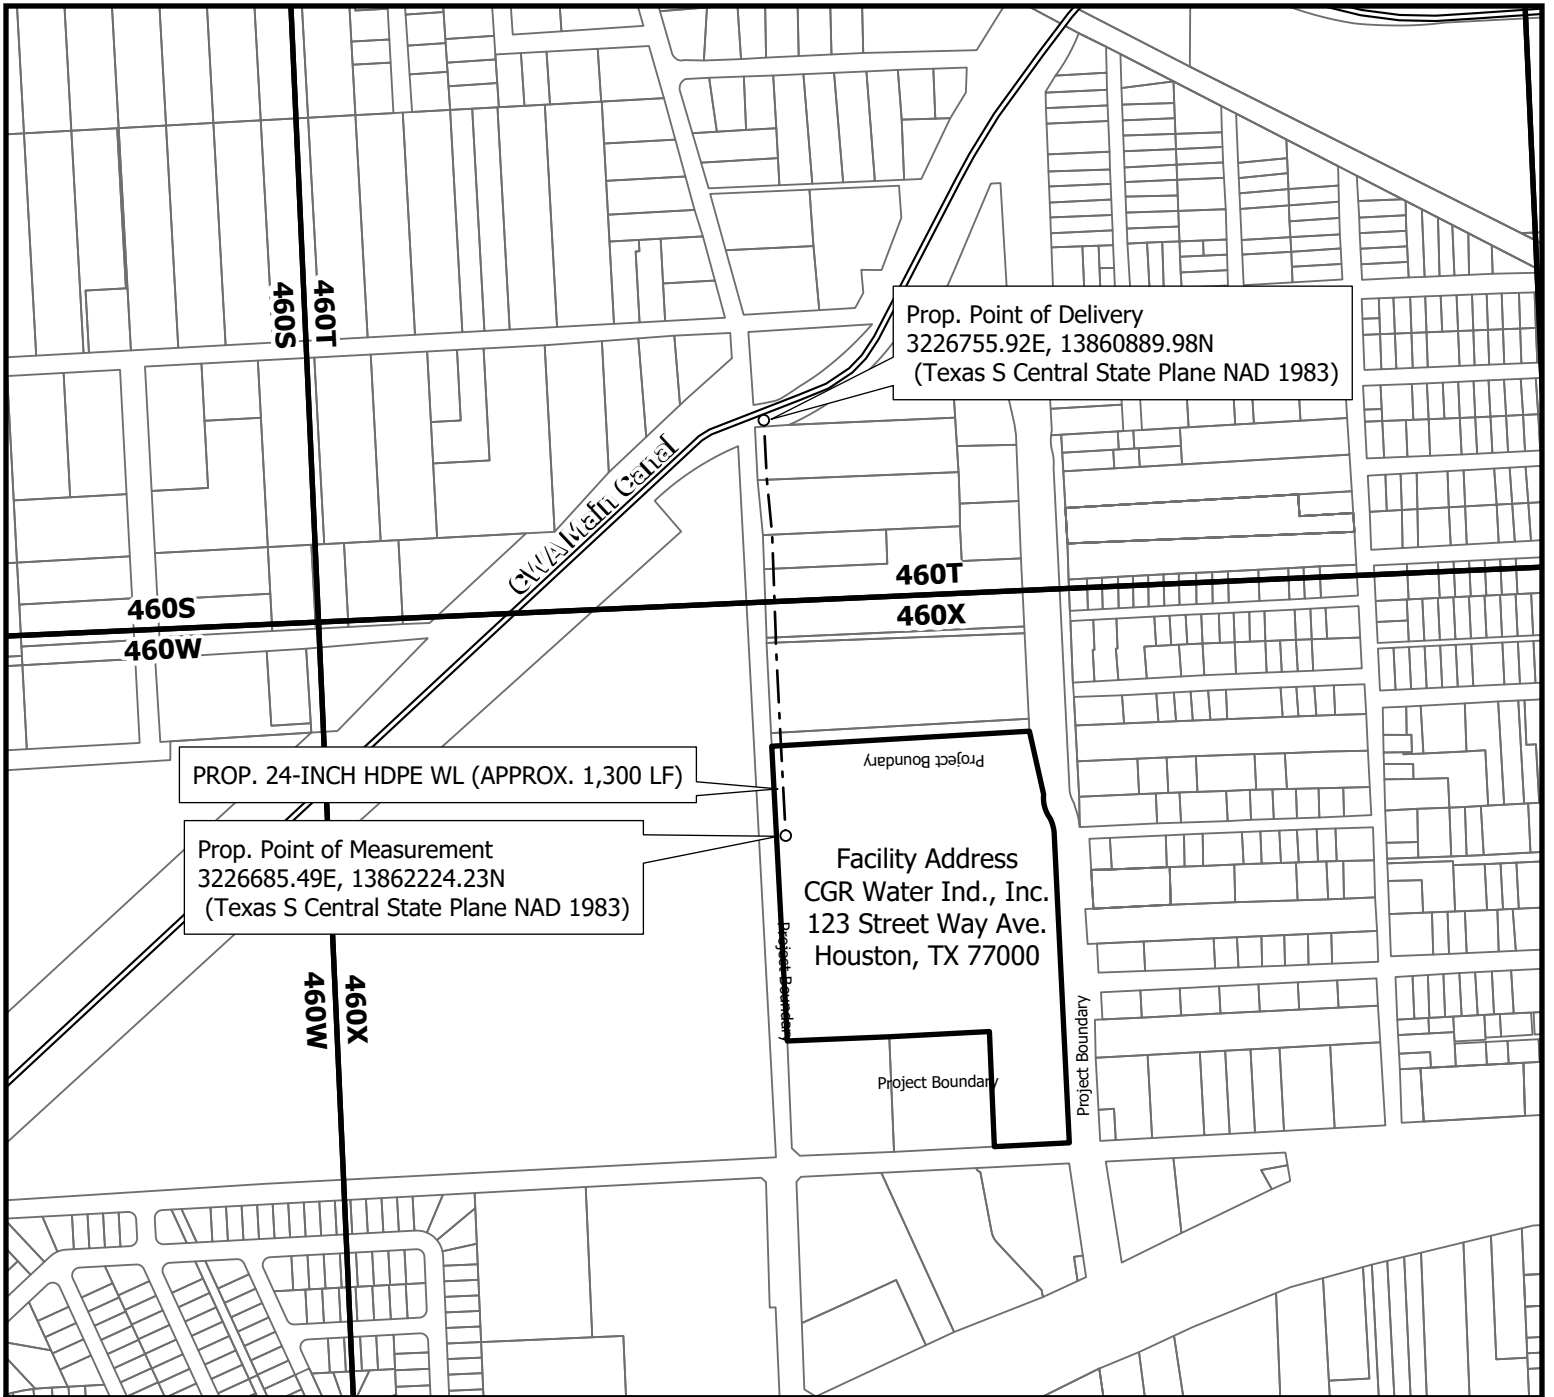 460S
460T
Prop. Point of Delivery
3226755.92E, 13860889.98N
(Texas S Central State Plane NAD 1983)
CWA Main Canal
460T
460S
460X
460W
Project Boundary
PROP. 24-INCH HDPE WL (APPROX. 1,300 LF)
Prop. Point of Measurement
3226685.49E, 13862224.23N
(Texas S Central State Plane NAD 1983)
Facility Address
CGR Water Ind., Inc.
123 Street Way Ave.
Houston, TX 77000
Project Boundary
460W
460X
Project Boundary
Project Boundary